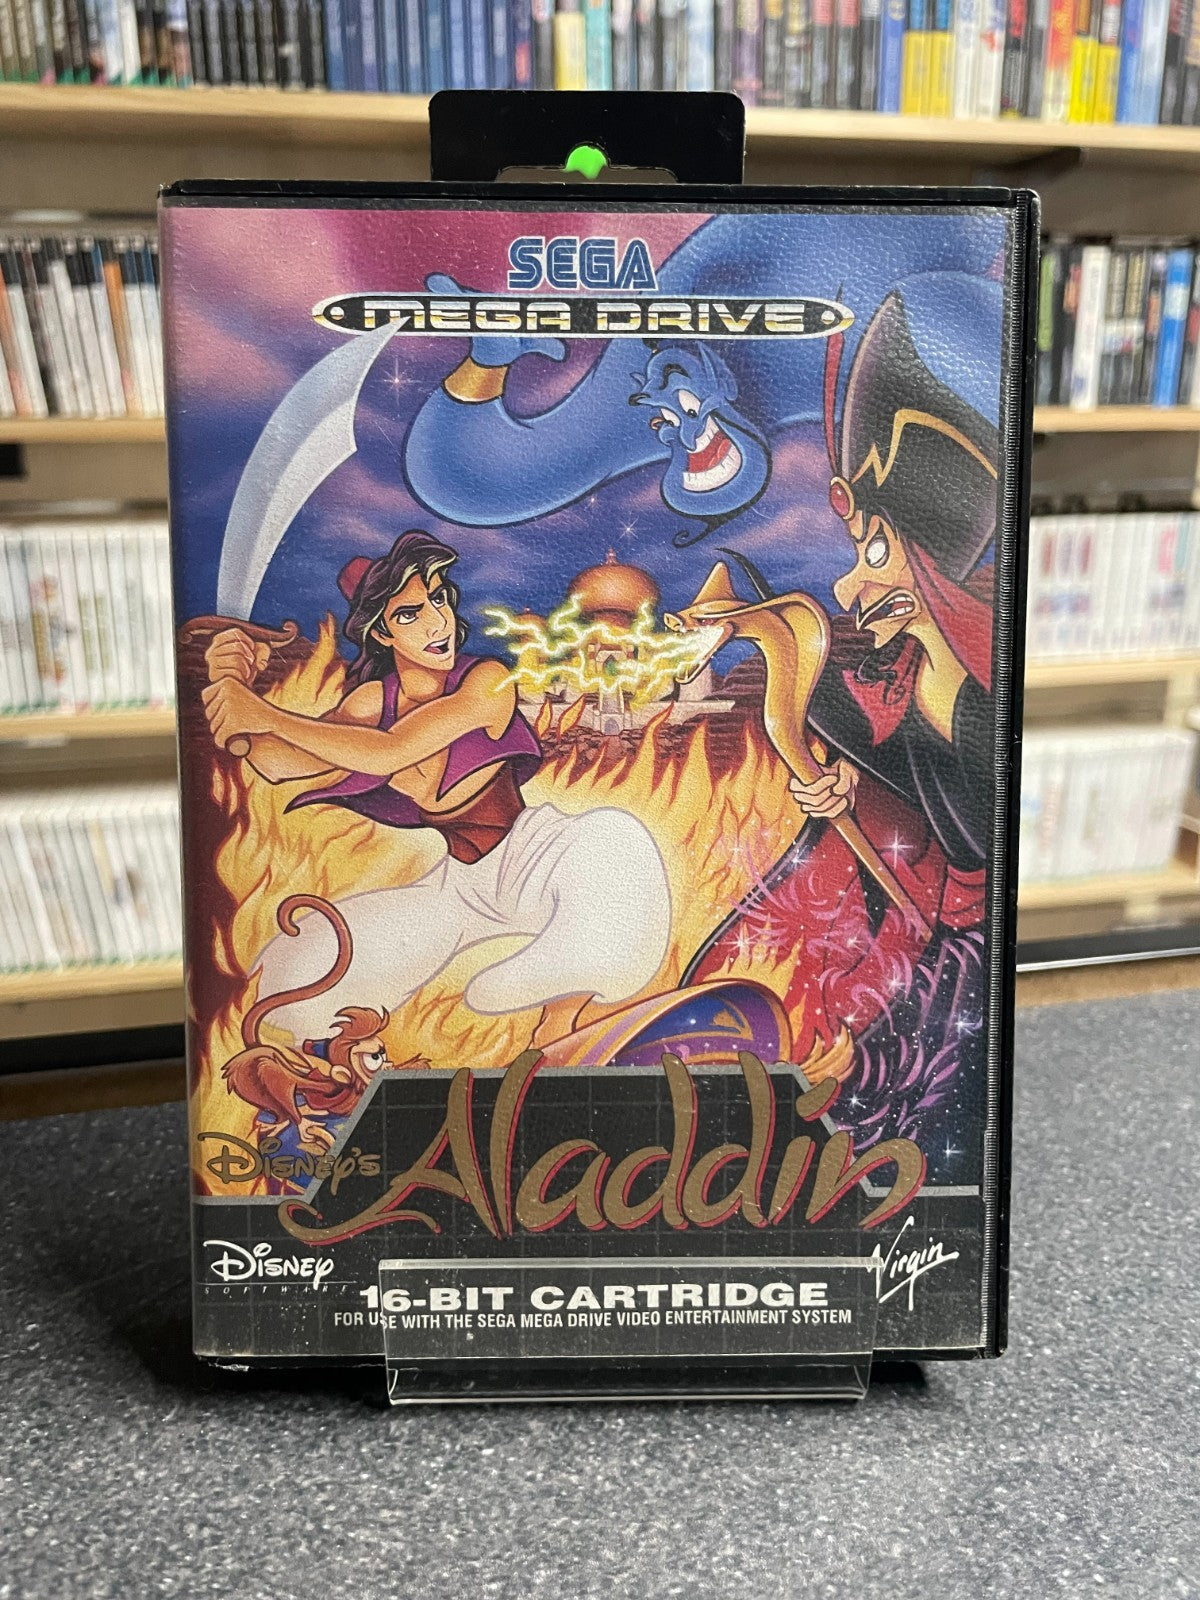 SEGA
MEGA DRIVE
Disney's
Aladdin
Disney
SOFTWARE
Virgin
16-BIT CARTRIDGE
FOR USE WITH THE SEGA MEGA DRIVE VIDEO ENTERTAINMENT SYSTEM